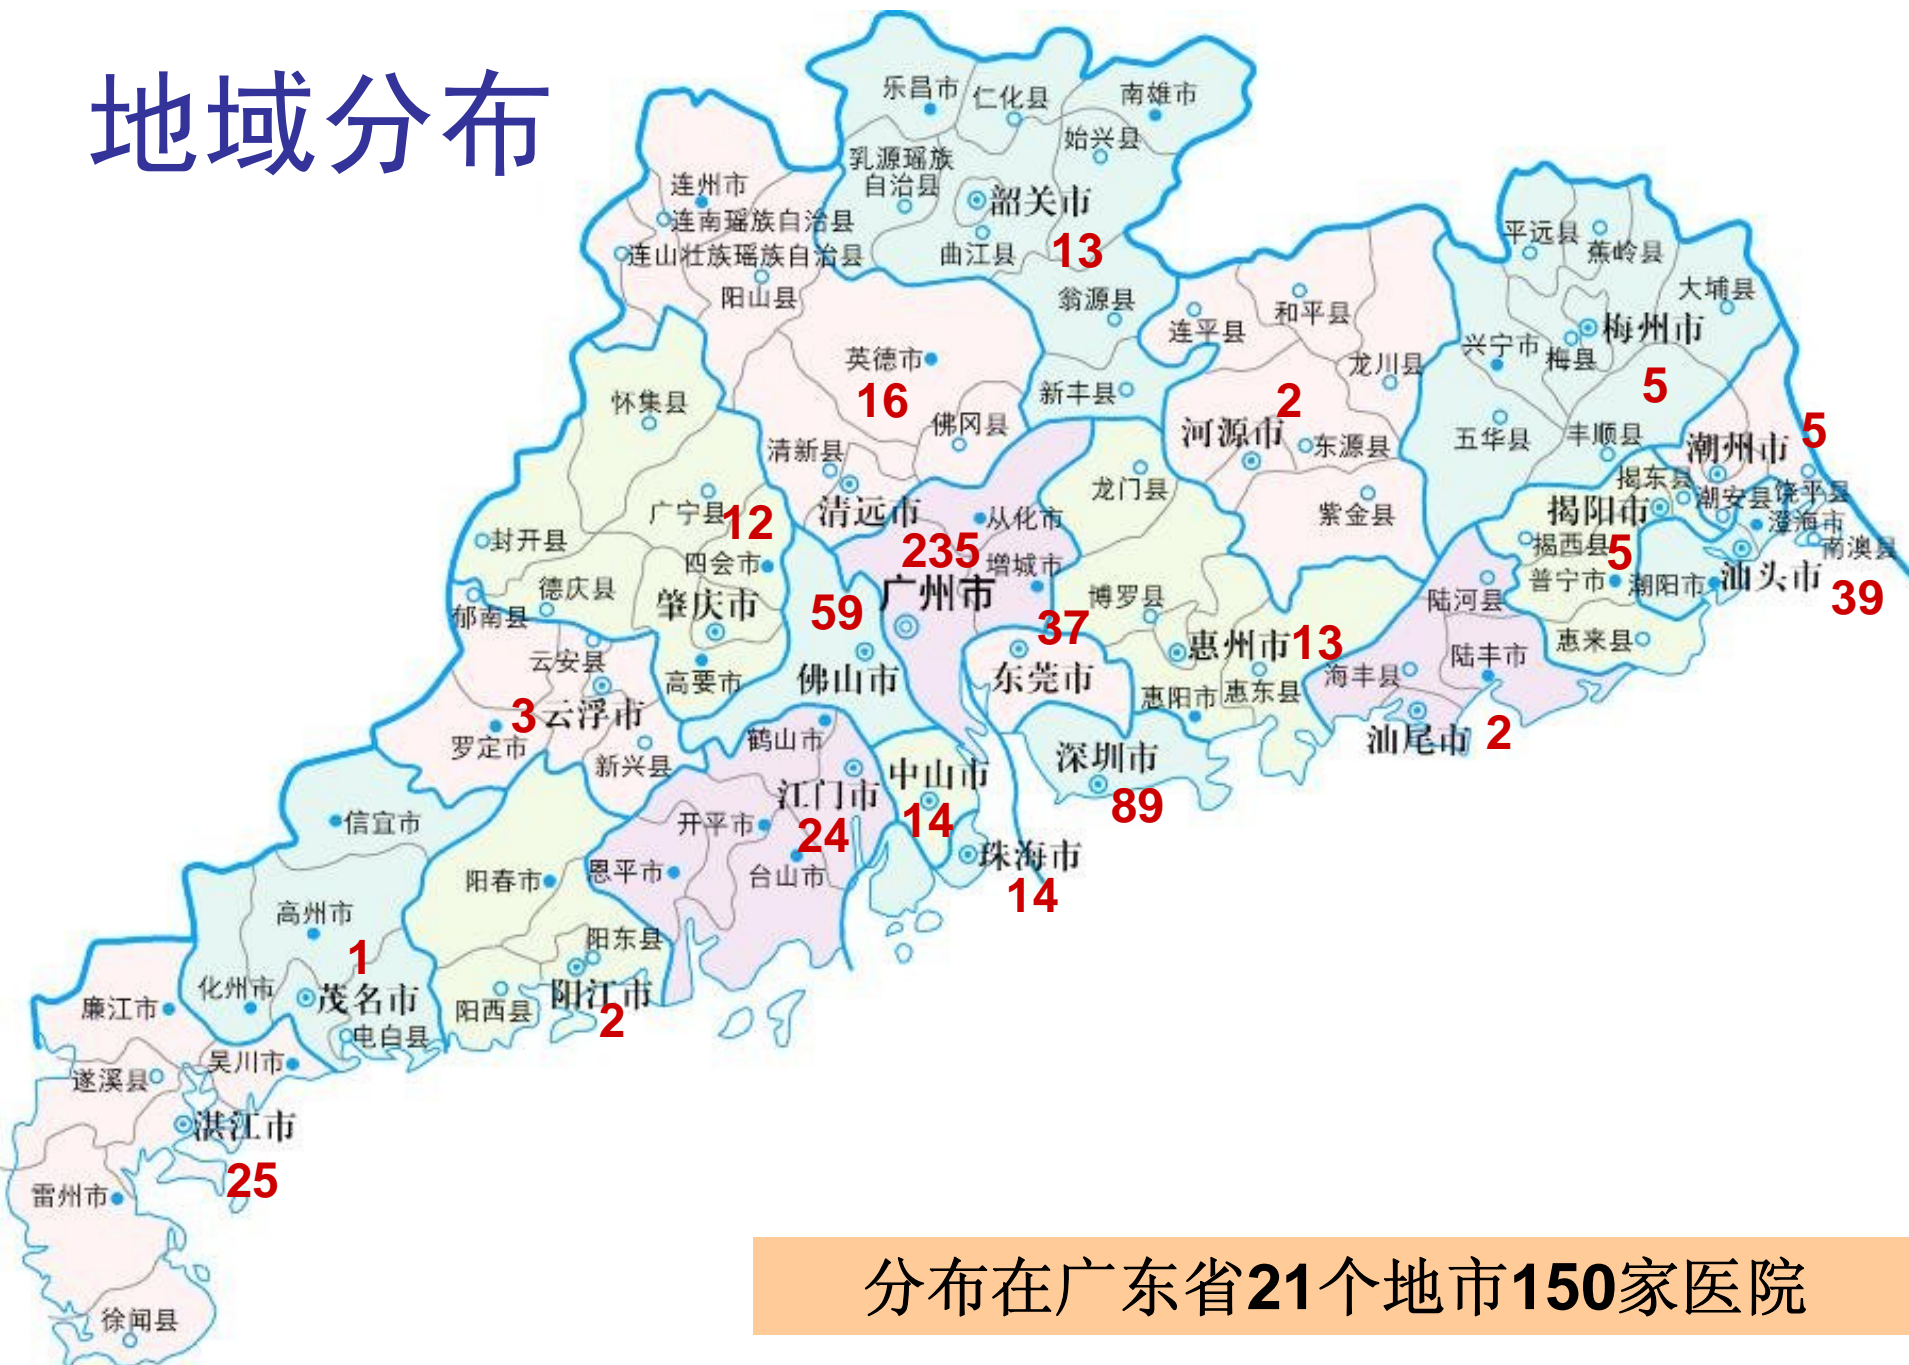 地域分布
乐昌市
仁化县
南雄市
始兴县
乳源瑶族
自治县
韶关市
曲江县
13
翁源县
新丰县
连州市
连南瑶族自治县
连山壮族瑶族自治县
阳山县
英德市
16
佛冈县
清新县
清远市
平远县
蕉岭县
大埔县
梅州市
兴宁市
梅县
5
五华县
丰顺县
连平县
和平县
龙川县
2
河源市
东源县
紫金县
潮州市
5
揭东县
潮安县
饶平县
揭阳市
澄海市
南澳县
揭西县
5
普宁市
潮阳市
汕头市
39
惠来县
怀集县
广宁县
12
封开县
四会市
德庆县
肇庆市
高要市
郁南县
云安县
3
云浮市
罗定市
新兴县
从化市
235
增城市
广州市
59
佛山市
37
东莞市
龙门县
博罗县
惠州市
13
惠阳市
惠东县
陆河县
陆丰市
海丰县
汕尾市
2
深圳市
89
鹤山市
江门市
24
开平市
恩平市
台山市
中山市
14
珠海市
14
信宜市
高州市
1
化州市
茂名市
电白县
阳春市
阳东县
阳江市
2
阳西县
廉江市
吴川市
遂溪县
湛江市
25
雷州市
徐闻县
分布在广东省21个地市150家医院